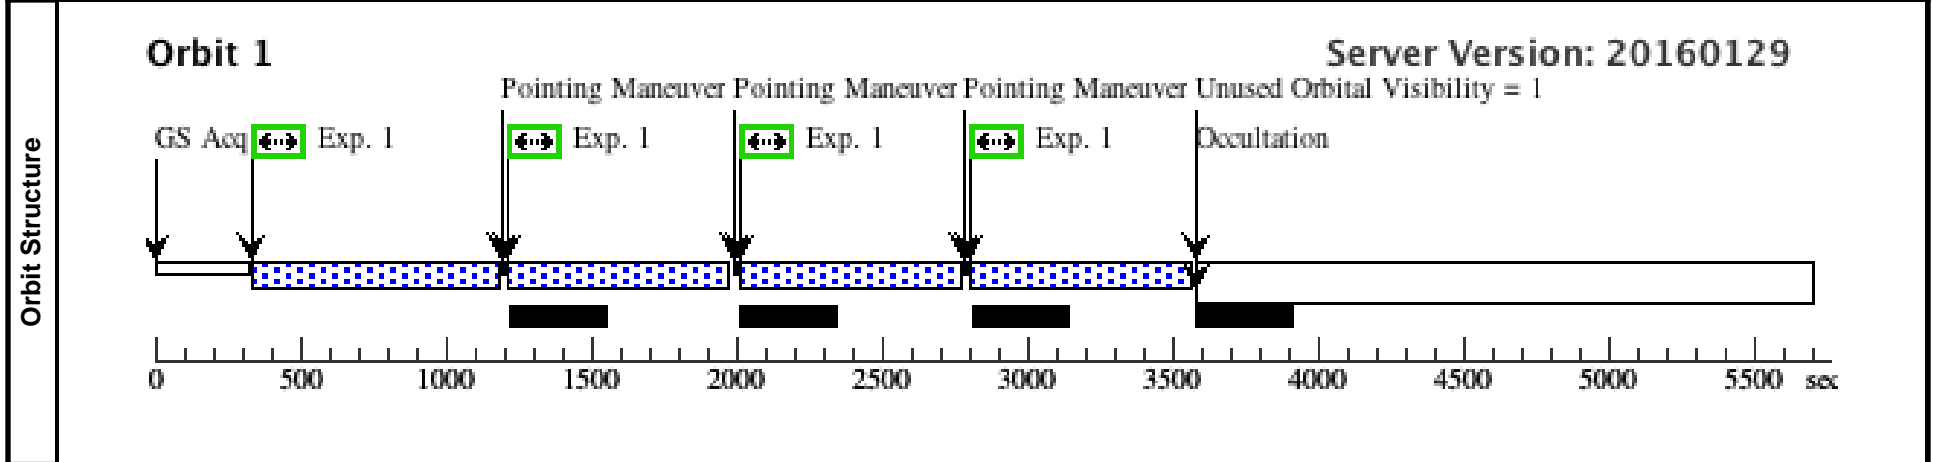 Orbit Structure
Orbit 1
Server Version: 20160129
Pointing Maneuver Pointing Maneuver Pointing Maneuver Unused Orbital Visibility = 1
GS Acq Exp. 1 Exp. 1 Exp. 1 Exp. 1 Occultation
0 500 1000 1500 2000 2500 3000 3500 4000 4500 5000 5500 sec